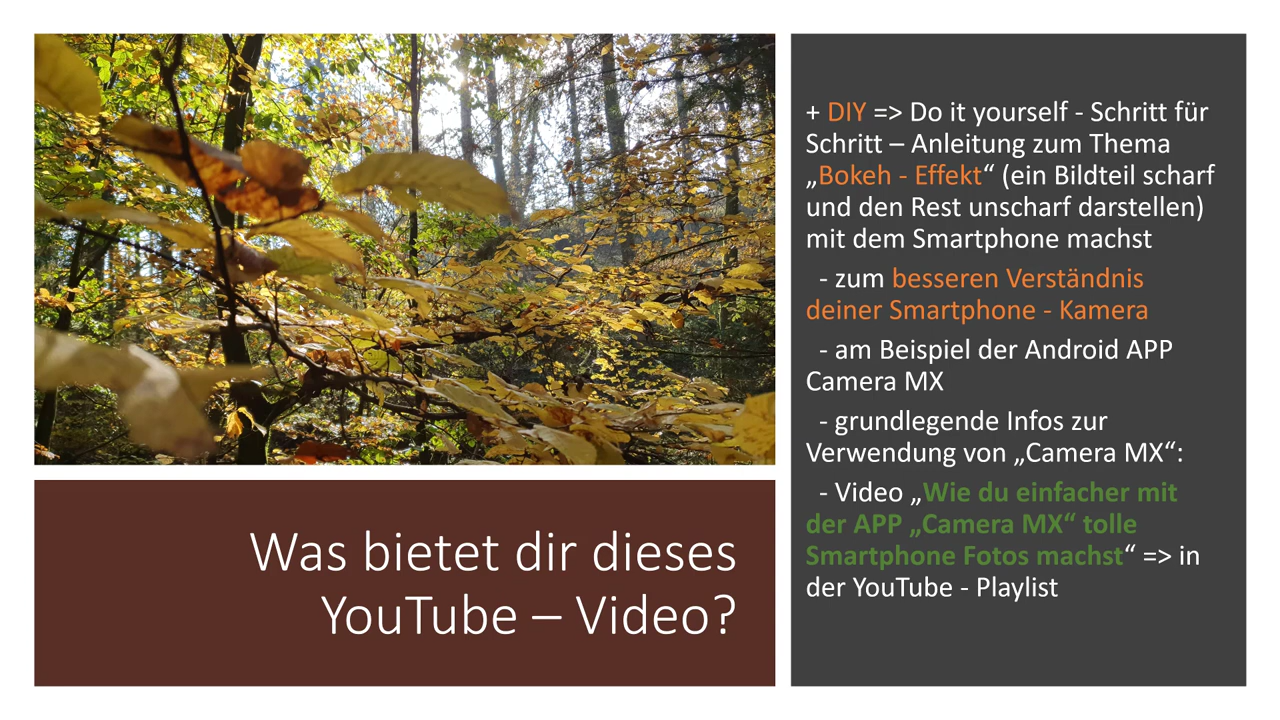 Was bietet dir dieses
YouTube – Video?
+ DIY => Do it yourself - Schritt für
Schritt – Anleitung zum Thema
„Bokeh - Effekt“ (ein Bildteil scharf
und den Rest unscharf darstellen)
mit dem Smartphone machst
- zum besseren Verständnis
deiner Smartphone - Kamera
- am Beispiel der Android APP
Camera MX
- grundlegende Infos zur
Verwendung von „Camera MX“:
- Video „Wie du einfacher mit
der APP „Camera MX“ tolle
Smartphone Fotos machst“ => in
der YouTube - Playlist